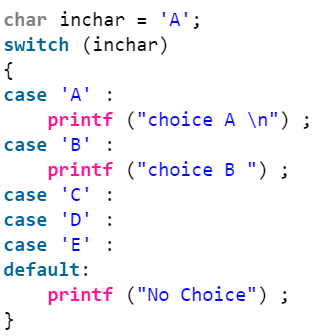 char inchar = 'A';
switch (inchar)
{
case 'A' :
    printf ("choice A \n") ;
case 'B' :
    printf ("choice B ") ;
case 'C' :
case 'D' :
case 'E' :
default:
    printf ("No Choice") ;
}